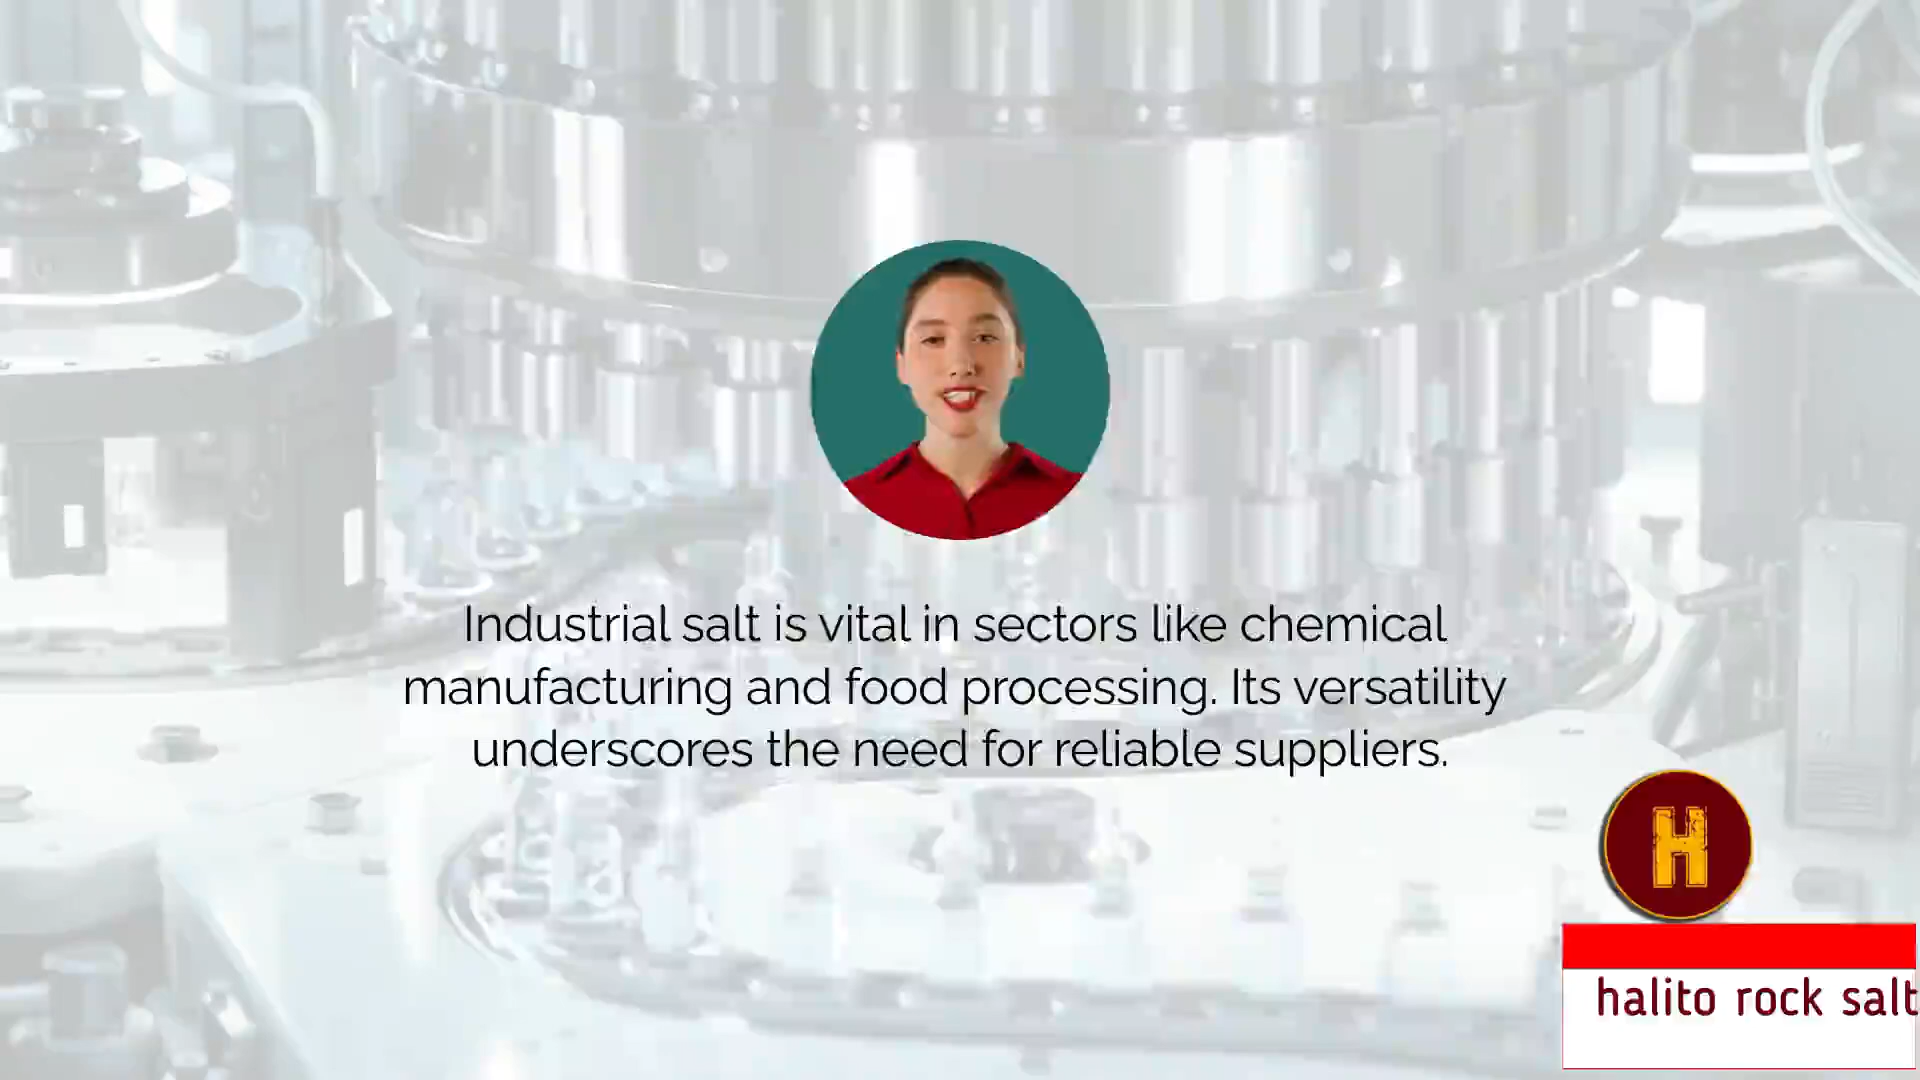 Industrial salt is vital in sectors like chemical
manufacturing and food processing. Its versatility
underscores the need for reliable suppliers.
H
halito rock salt